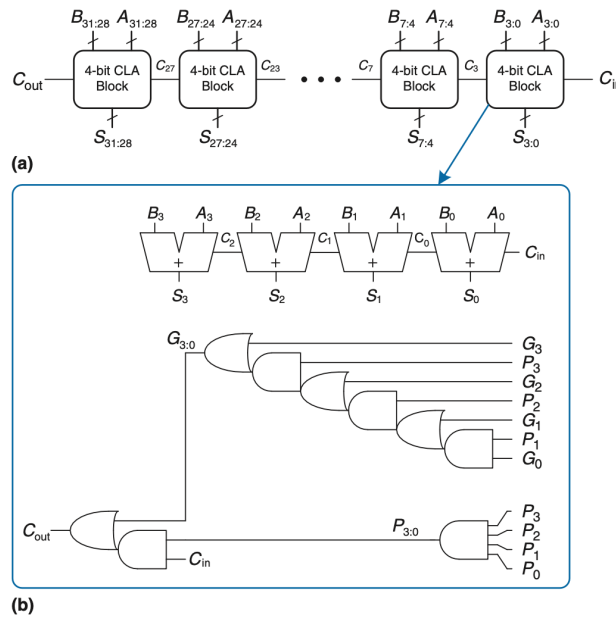 B31:28 A31:28 B27:24 A27:24 B7:4 A7:4 B3:0 A3:0
Cout 4-bit CLA Block C27 4-bit CLA Block C23 C7 4-bit CLA Block C3 4-bit CLA Block Ci
S31:28 S27:24 S7:4 S3:0
(a)
B3 A3 B2 A2 B1 A1 B0 A0
C2 C1 C0 Cin
+ + + +
S3 S2 S1 S0
G3:0 G3
P3
G2
P2
G1
P1
G0
Cout P3:0 P3
P2
Cin P1
P0
(b)